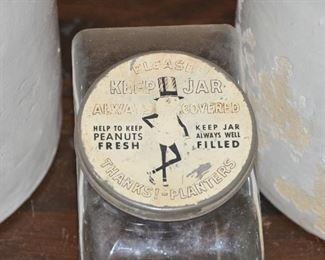 PLEASE
KEEP JAR
ALWAYS COVERED
HELP TO KEEP
PEANUTS
FRESH
KEEP JAR
ALWAYS WELL
FILLED
THANKS!-PLANTERS